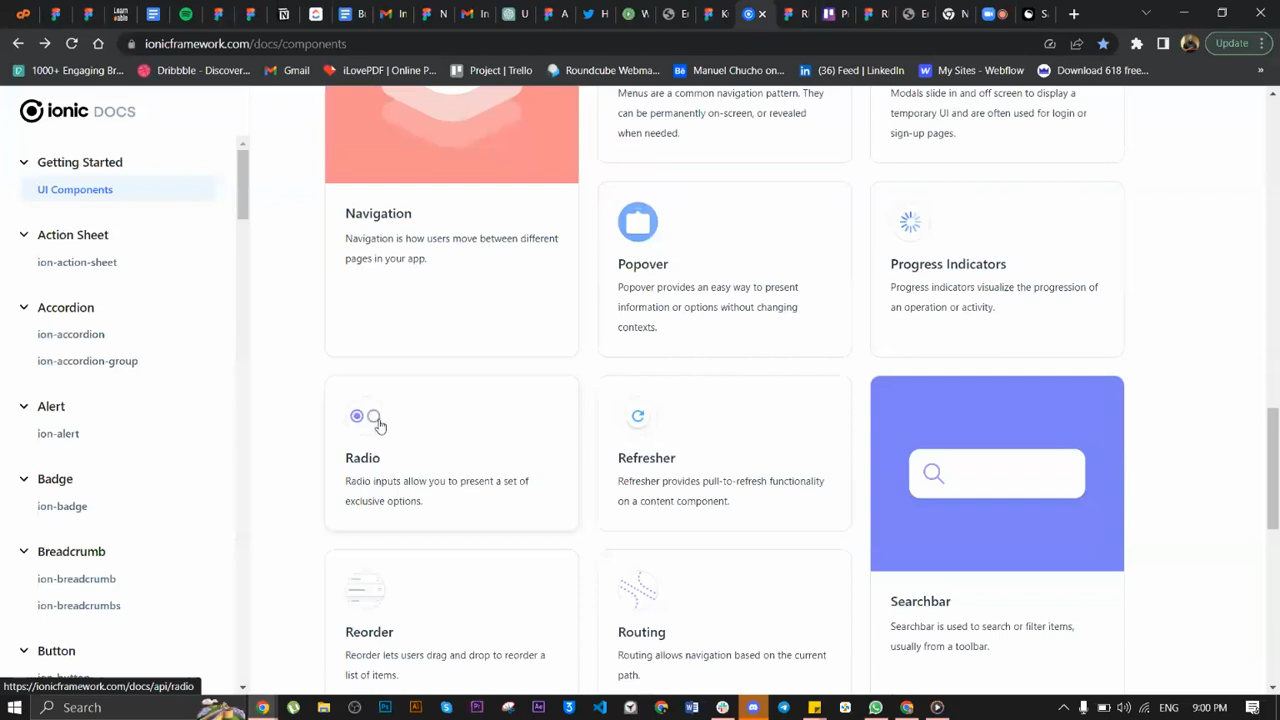 Learn
Bi
In
N
In
U
A
H
W
Er
K
Ri
P
R
E
N
S
ionicframework.com/docs/components
Update
1000+ Engaging Br...
Dribbble - Discover...
Gmail
iLovePDF | Online P...
Project | Trello
Roundcube Webma...
Manuel Chucho on...
(36) Feed | LinkedIn
My Sites - Webflow
Download 618 free...
»
ionic DOCS
Getting Started
UI Components
Action Sheet
ion-action-sheet
Accordion
ion-accordion
ion-accordion-group
Alert
ion-alert
Badge
ion-badge
Breadcrumb
ion-breadcrumb
ion-breadcrumbs
Button
Menus are a common navigation pattern. They
can be permanently on-screen, or revealed
when needed.
Modals slide in and off screen to display a
temporary UI and are often used for login or
sign-up pages.
Navigation
Navigation is how users move between different
pages in your app.
Popover
Popover provides an easy way to present
information or options without changing
contexts.
Progress Indicators
Progress indicators visualize the progression of
an operation or activity.
Radio
Radio inputs allow you to present a set of
exclusive options.
Refresher
Refresher provides pull-to-refresh functionality
on a content component.
Searchbar
Searchbar is used to search or filter items,
usually from a toolbar.
Reorder
Reorder lets users drag and drop to reorder a
list of items.
Routing
Routing allows navigation based on the current
path.
https://ionicframework.com/docs/api/radio
Search
ENG
9:00 PM